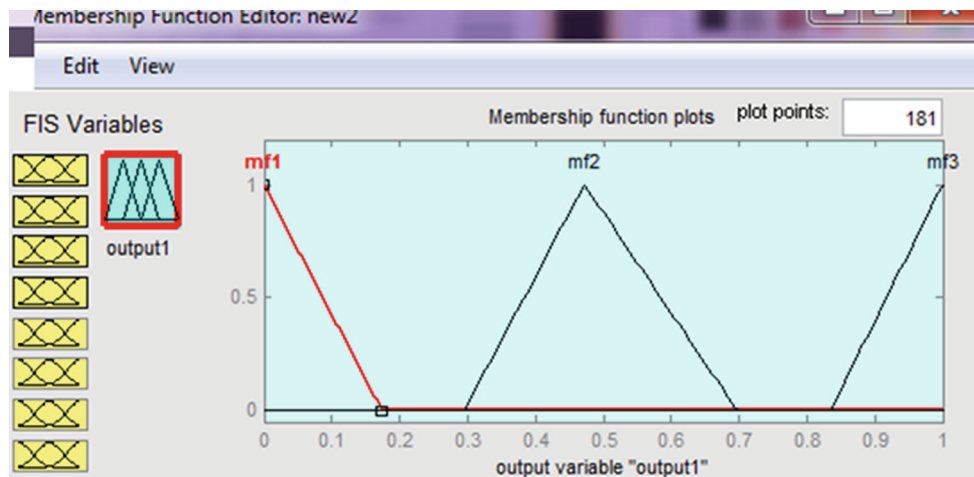 Membership Function Editor: new2
Edit View
FIS Variables
Membership function plots plot points: 181
mf1 mf2 mf3
output1
1
0.5
0
0 0.1 0.2 0.3 0.4 0.5 0.6 0.7 0.8 0.9 1
output variable "output1"